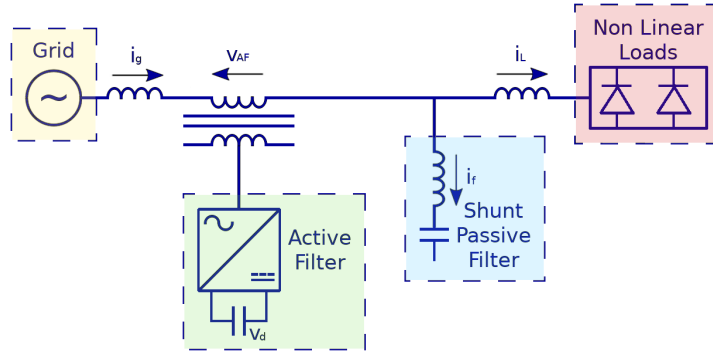 Grid
ig
vAF
iL
Non Linear
Loads
if
Active
Filter
Shunt
Passive
Filter
vd